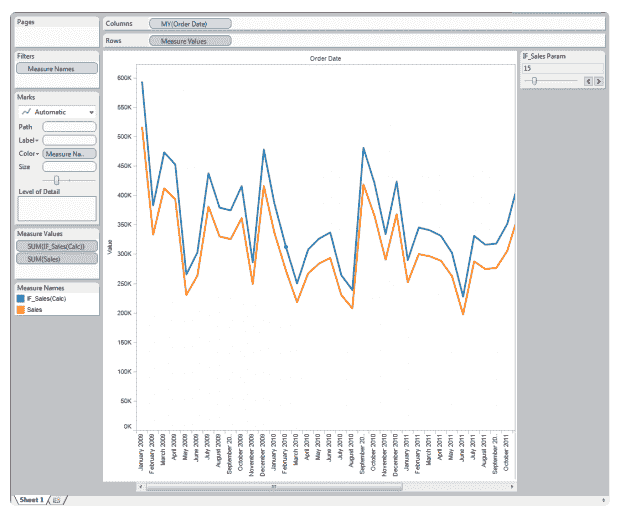 Pages
Columns
MY(Order Date)
Rows
Measure Values
Filters
Measure Names
Marks
Automatic
Path
Label
Color
Measure Na..
Size
Level of Detail
Measure Values
SUM(IF_Sales(Calc))
SUM(Sales)
Measure Names
IF_Sales(Calc)
Sales
Order Date
Value
600K
550K
500K
450K
400K
350K
300K
250K
200K
150K
100K
50K
0K
January 2009
February 2009
March 2009
April 2009
May 2009
June 2009
July 2009
August 2009
September 20..
October 2009
November 2009
December 2009
January 2010
February 2010
March 2010
April 2010
May 2010
June 2010
July 2010
August 2010
September 20..
October 2010
November 2010
December 2010
January 2011
February 2011
March 2011
April 2011
May 2011
June 2011
July 2011
August 2011
September 20..
October 2011
IF_Sales Param
15
Sheet 1